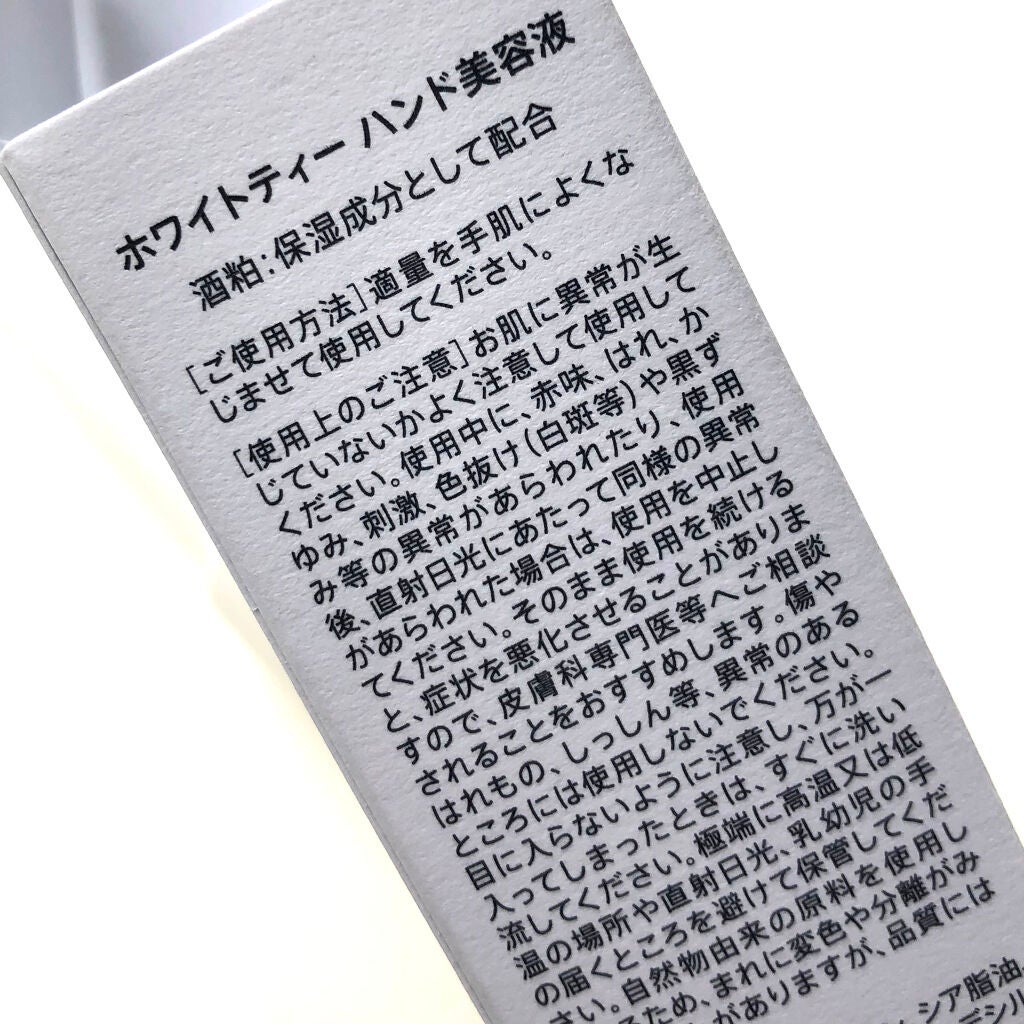 ホワイトティー ハンド美容液
酒粕:保湿成分として配合
[ご使用方法]適量を手肌によくな
じませて使用してください。
[使用上のご注意]お肌に異常が生
じていないかよく注意して使用して
ください。使用中に、赤味、はれ、か
ゆみ、刺激、色抜け(白斑等)や黒ず
み等の異常があらわれたり、使用
後、直射日光にあたって同様の異常
があらわれた場合は、使用を中止し
てください。そのまま使用を続ける
と、症状を悪化させることがありま
すので、皮膚科専門医等へご相談
されることをおすすめします。傷や
はれもの、しっしん等、異常のある
ところには使用しないでください。
目に入らないように注意し、万が一
入ってしまったときは、すぐに洗い
流してください。極端に高温又は低
温の場所や直射日光、乳幼児の手
の届くところを避けて保管してくだ
さい。自然物由来の原料を使用し
るため、まれに変色や分離がみ
がありますが、品質には
シア脂油
デシル